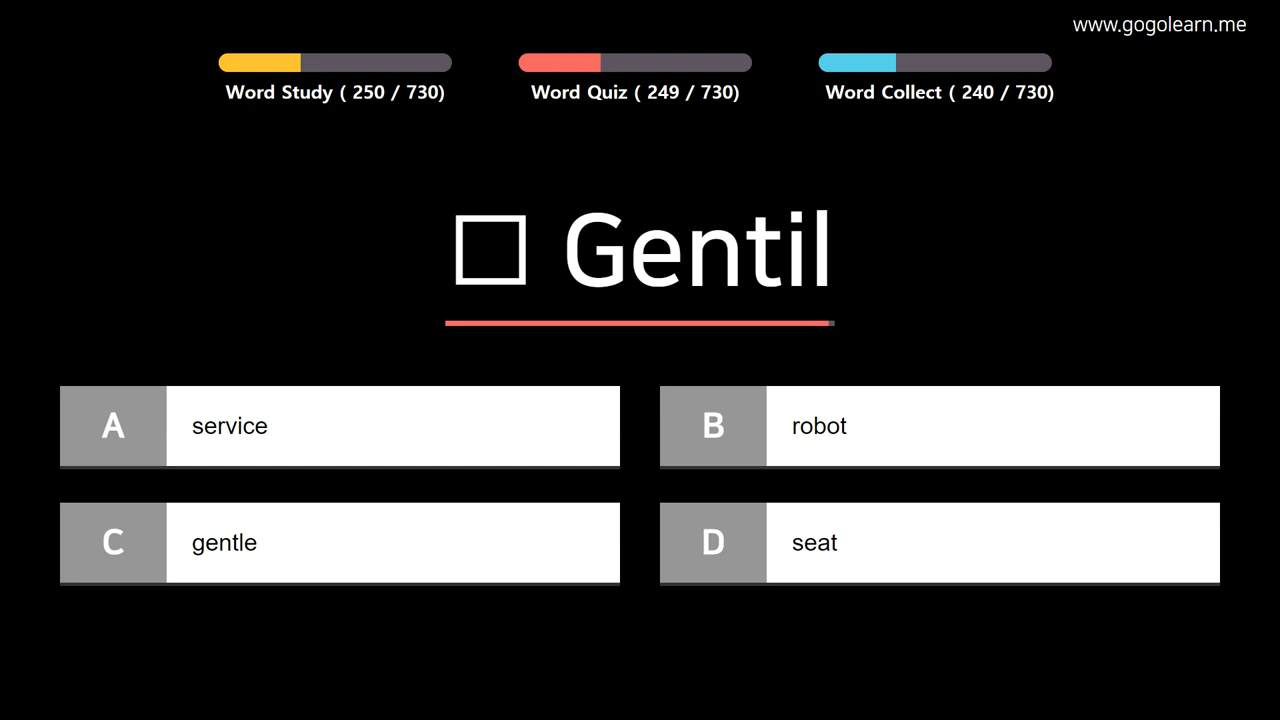 www.gogolearn.me
Word Study ( 250 / 730)
Word Quiz ( 249 / 730)
Word Collect ( 240 / 730)
☐ Gentil
A service
B robot
C gentle
D seat